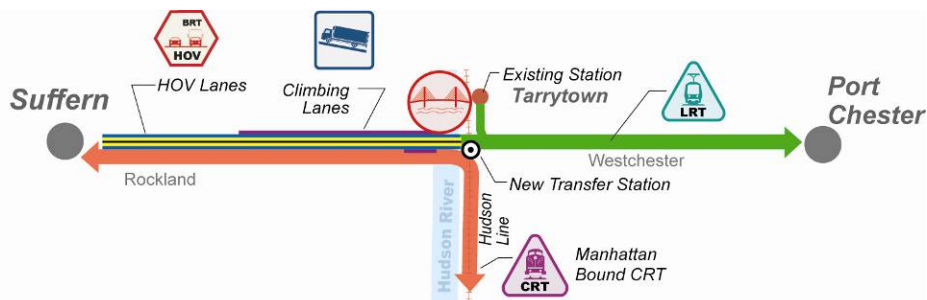 BRT
HOV
HOV Lanes
Climbing
Lanes
Existing Station
Tarrytown
LRT
Port
Chester
Suffern
Rockland
Westchester
New Transfer Station
Hudson River
Hudson
Line
CRT
Manhattan
Bound CRT